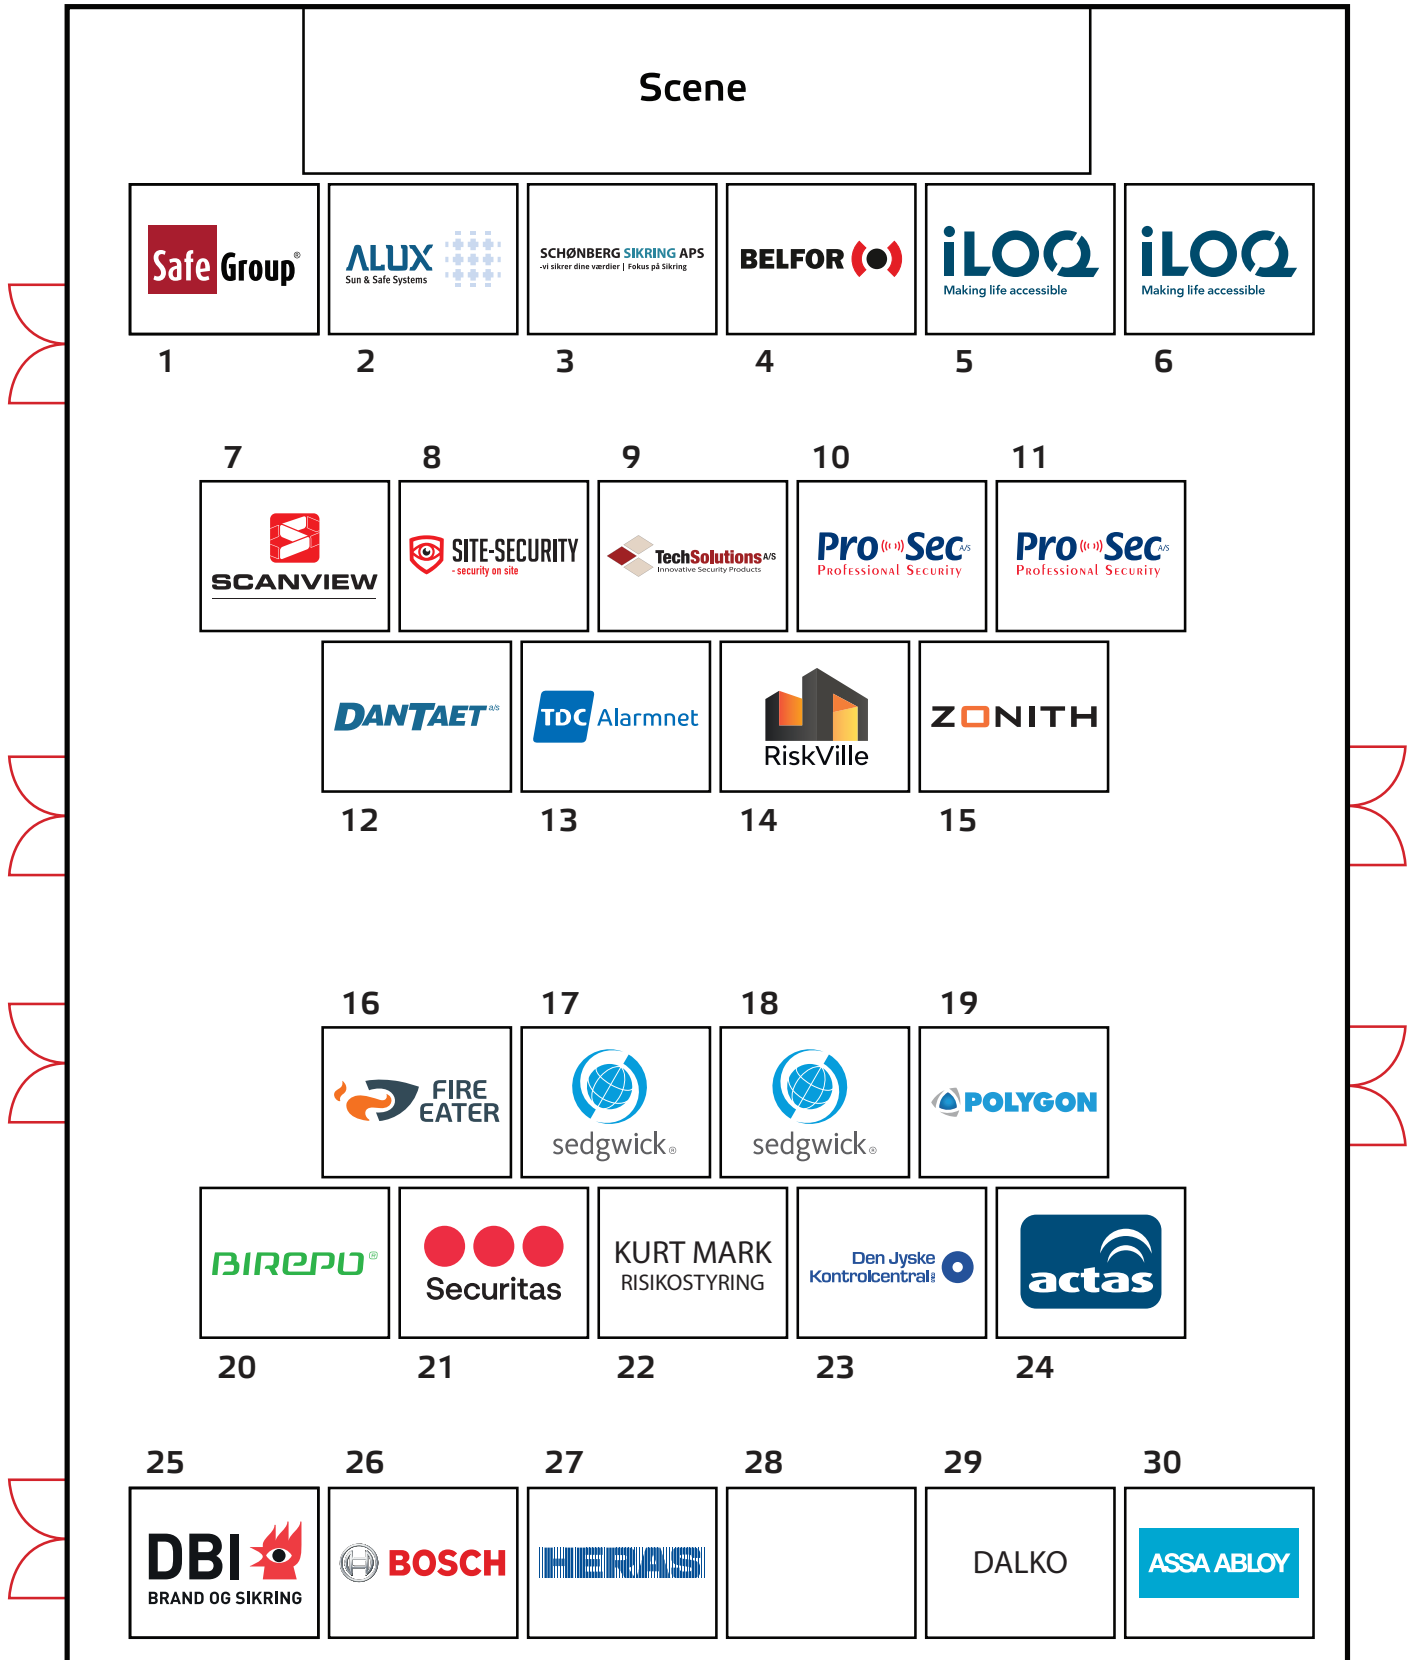 Scene
Safe Group®
ALUX
Sun & Safe Systems
SCHØNBERG SIKRING APS
-vi sikrer dine værdier | Fokus på Sikring
BELFOR
iLOQ
Making life accessible
iLOQ
Making life accessible
1 2 3 4 5 6
7 8 9 10 11
SCANVIEW
SITE-SECURITY
- security on site
TechSolutions A/S
Innovative Security Products
Pro Sec A/S
Professional Security
Pro Sec A/S
Professional Security
DANTAET a/s
TDC Alarmnet
RiskVille
ZONITH
12 13 14 15
16 17 18 19
FIRE
EATER
sedgwick®
sedgwick®
POLYGON
BIREPO®
Securitas
KURT MARK
RISIKOSTYRING
Den Jyske
Kontrolcentral
actas
20 21 22 23 24
25 26 27 28 29 30
DBI
BRAND OG SIKRING
BOSCH
HERAS
DALKO
ASSA ABLOY